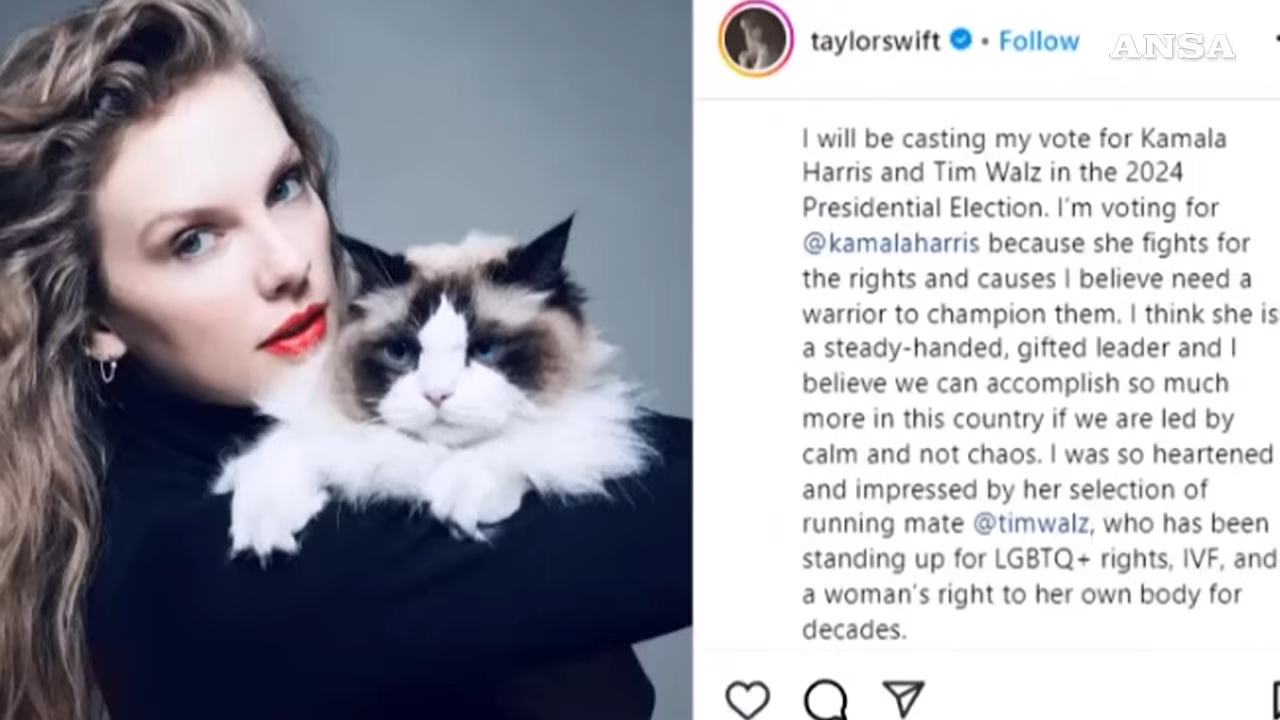 taylorswift • Follow
ANSA
I will be casting my vote for Kamala
Harris and Tim Walz in the 2024
Presidential Election. I'm voting for
@kamalaharris because she fights for
the rights and causes I believe need a
warrior to champion them. I think she is
a steady-handed, gifted leader and I
believe we can accomplish so much
more in this country if we are led by
calm and not chaos. I was so heartened
and impressed by her selection of
running mate @timwalz, who has been
standing up for LGBTQ+ rights, IVF, and
a woman's right to her own body for
decades.